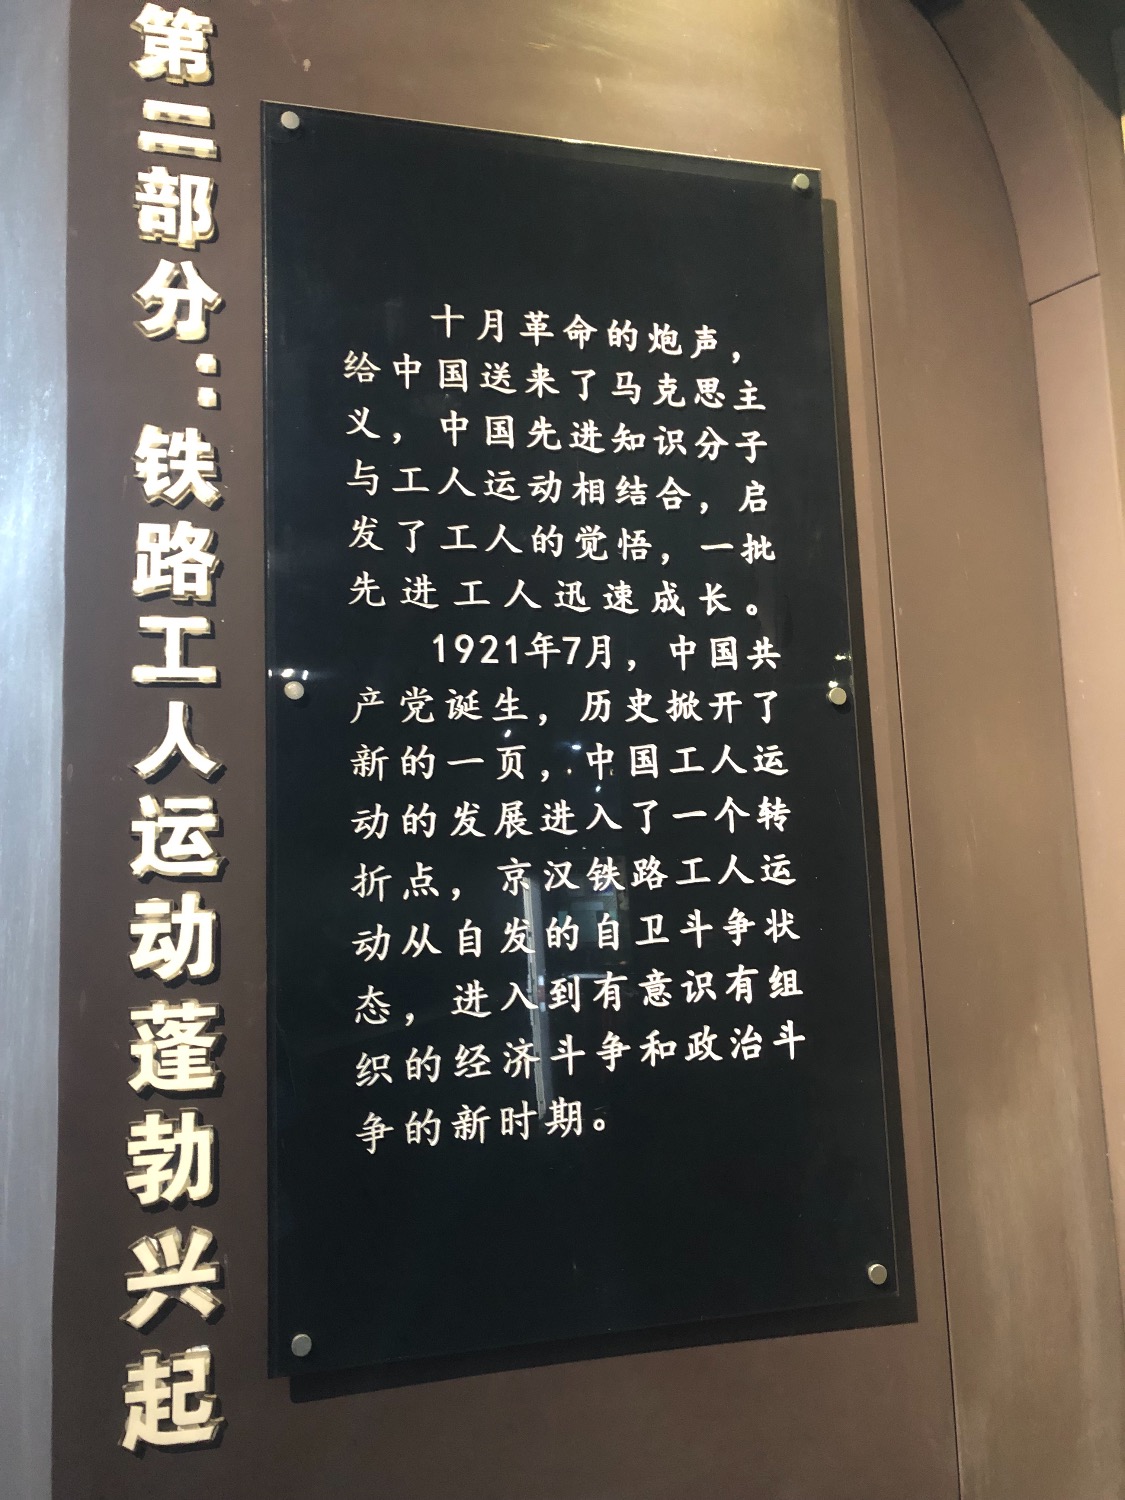 第二部分：铁路工人运动蓬勃兴起
十月革命的炮声，
给中国送来了马克思主
义，中国先进知识分子
与工人运动相结合，启
发了工人的觉悟，一批
先进工人迅速成长。
1921年7月，中国共
产党诞生，历史掀开了
新的一页，中国工人运
动的发展进入了一个转
折点，京汉铁路工人运
动从自发的自卫斗争状
态，进入到有意识有组
织的经济斗争和政治斗
争的新时期。